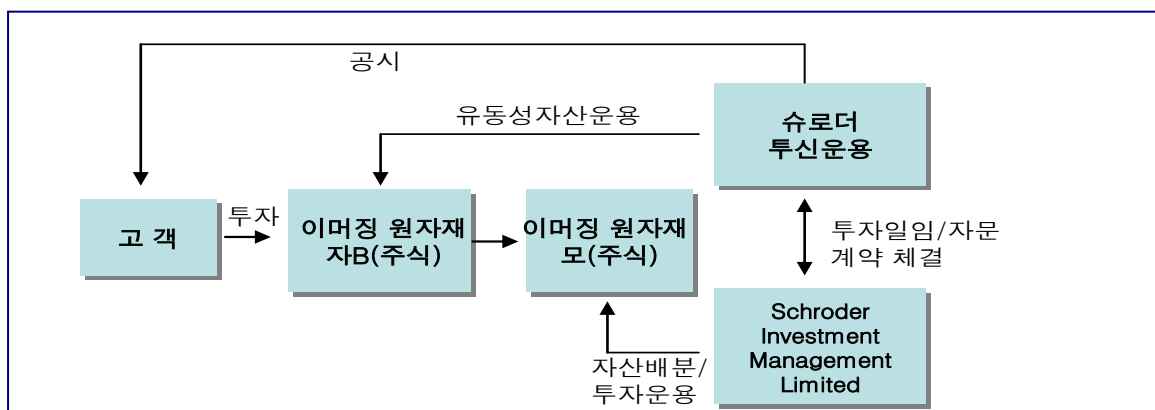 공시
유동성자산운용
슈로더
투신운용
고 객
투자
이머징 원자재
자B(주식)
이머징 원자재
모(주식)
투자일임/자문
계약 체결
자산배분/
투자운용
Schroder
Investment
Management
Limited